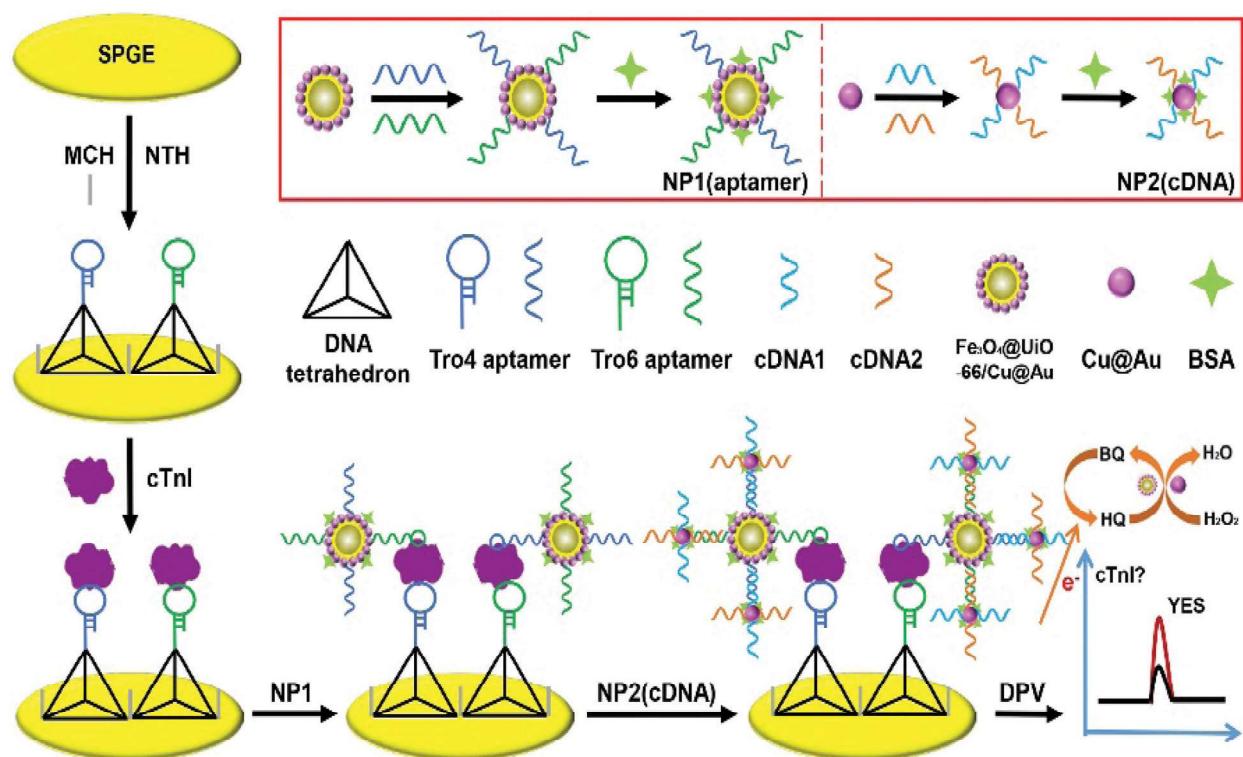 SPGE
MCH NTH
NP1(aptamer)
NP2(cDNA)
DNA
tetrahedron
Tro4 aptamer
Tro6 aptamer
cDNA1
cDNA2
Fe₃O₄@UiO
-66/Cu@Au
Cu@Au
BSA
cTnI
NP1
NP2(cDNA)
DPV
BQ
H₂O
HQ
H₂O₂
e-
cTnI?
YES